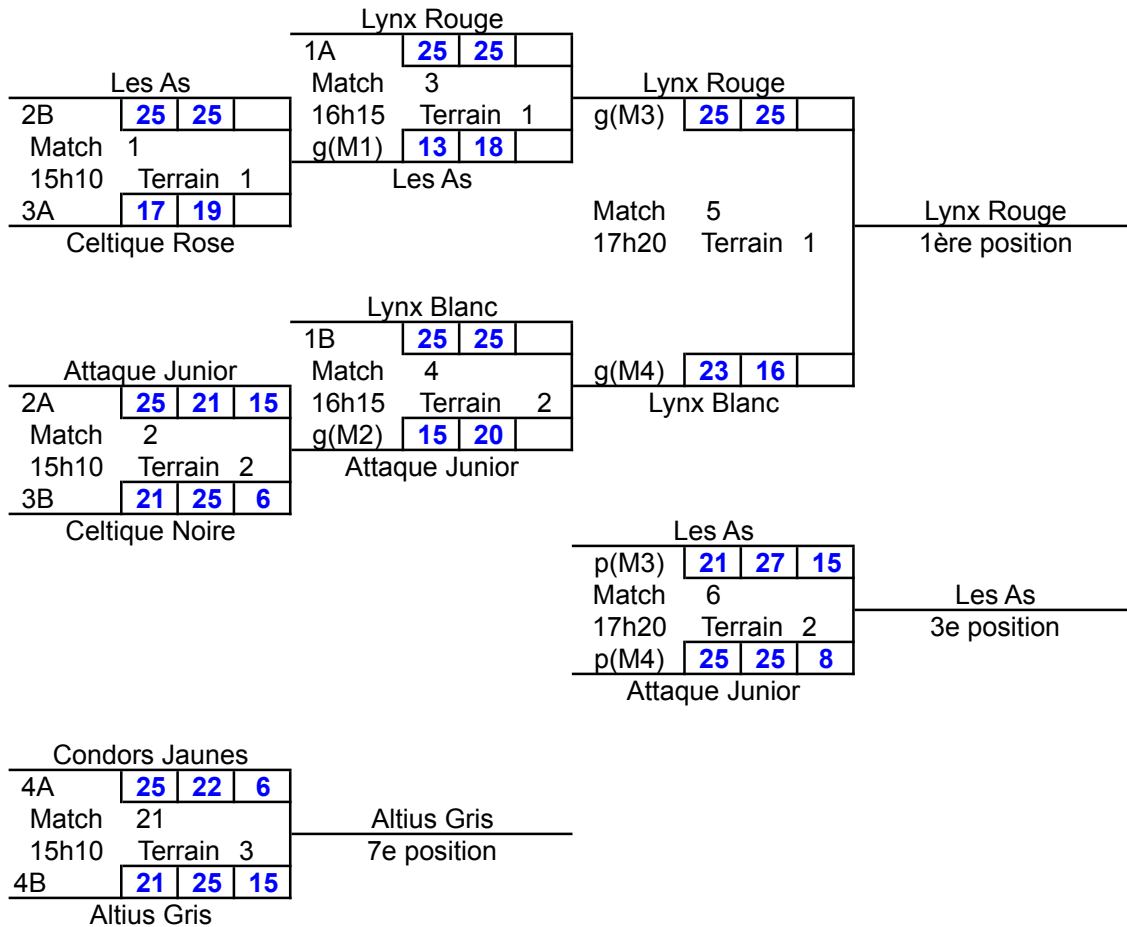 Lynx Rouge
1A 25 25
Match 3
16h15 Terrain 1
g(M1) 13 18
Les As
Les As
2B 25 25
Match 1
15h10 Terrain 1
3A 17 19
Celtique Rose
Lynx Rouge
g(M3) 25 25
Match 5
17h20 Terrain 1
g(M4) 23 16
Lynx Blanc
Lynx Rouge
1ère position
Lynx Blanc
1B 25 25
Match 4
16h15 Terrain 2
g(M2) 15 20
Attaque Junior
Attaque Junior
2A 25 21 15
Match 2
15h10 Terrain 2
3B 21 25 6
Celtique Noire
Les As
p(M3) 21 27 15
Match 6
17h20 Terrain 2
p(M4) 25 25 8
Attaque Junior
Les As
3e position
Condors Jaunes
4A 25 22 6
Match 21
15h10 Terrain 3
4B 21 25 15
Altius Gris
Altius Gris
7e position